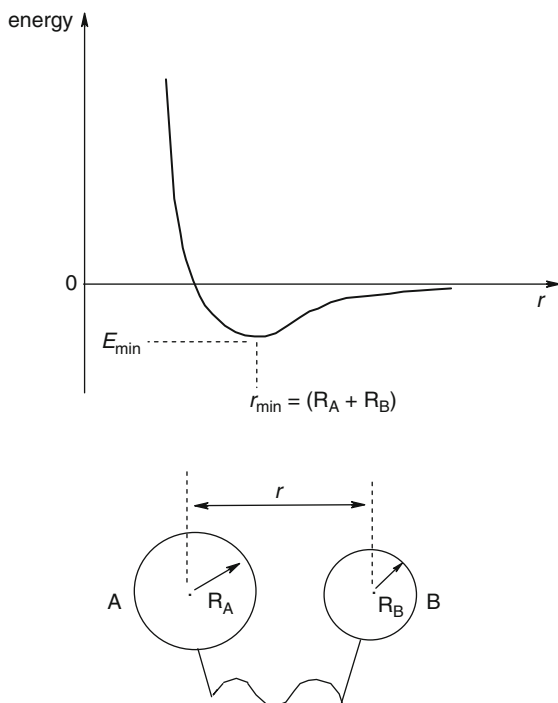 energy
0
r
E_min
r_min = (R_A + R_B)
r
A
R_A
R_B
B